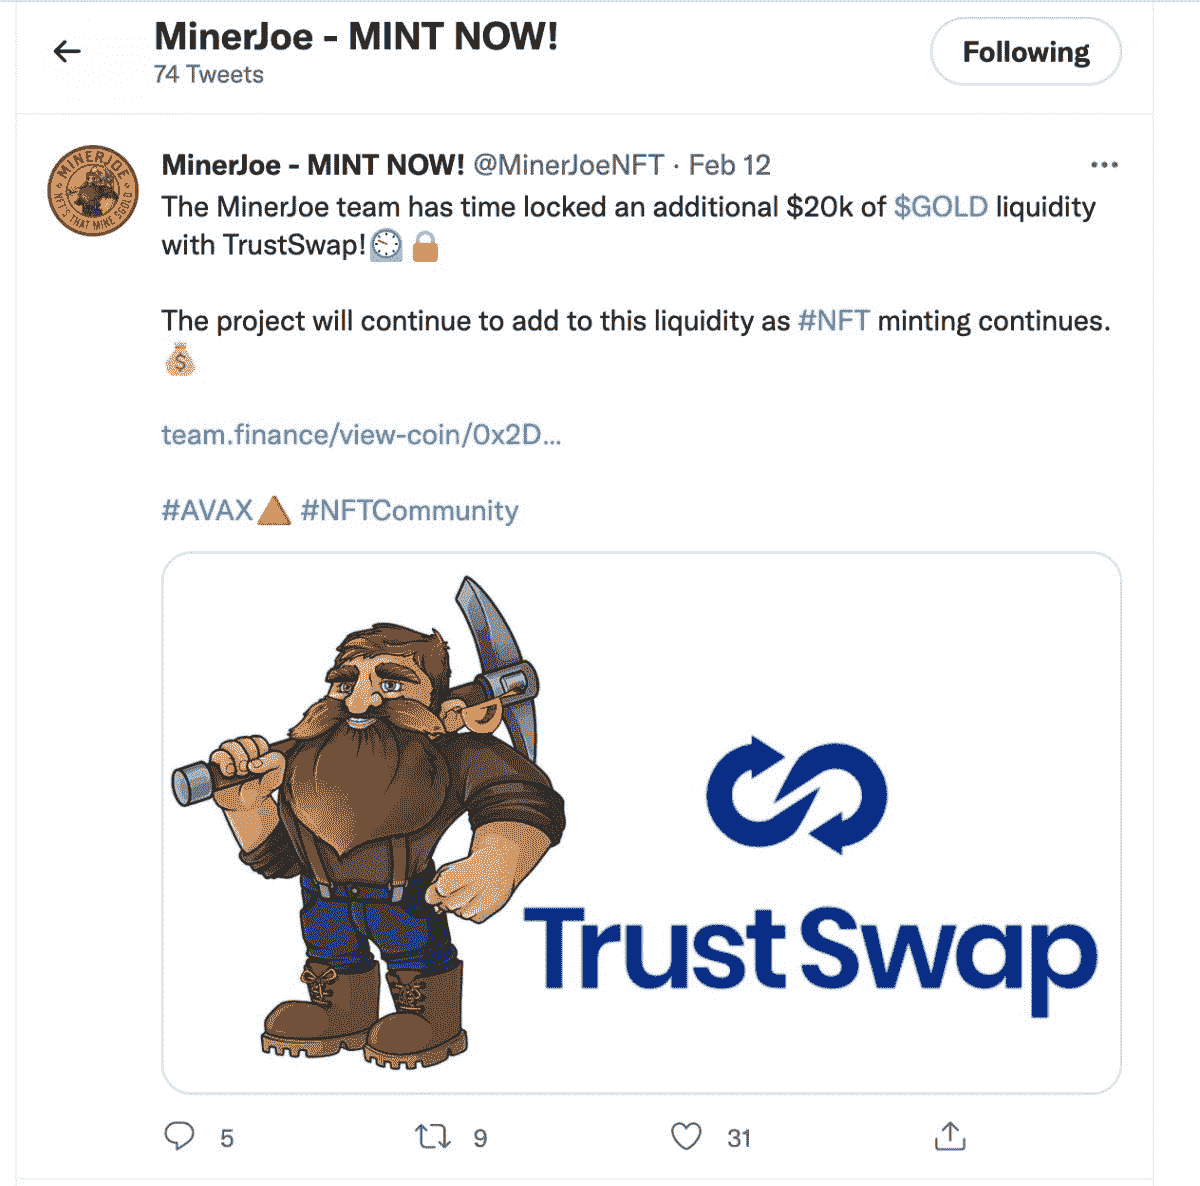 MinerJoe - MINT NOW!
74 Tweets
Following
MinerJoe - MINT NOW! @MinerJoeNFT · Feb 12
The MinerJoe team has time locked an additional $20k of $GOLD liquidity
with TrustSwap!
The project will continue to add to this liquidity as #NFT minting continues.
team.finance/view-coin/0x2D...
#AVAX #NFTCommunity
MINERJOE
NFT'S THAT MINE $GOLD
TrustSwap
5
9
31